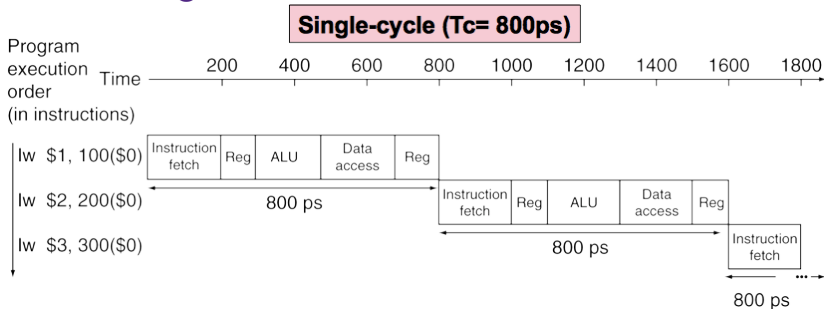 Single-cycle (Tc= 800ps)
Program
execution
order
(in instructions)
Time
200 400 600 800 1000 1200 1400 1600 1800
lw $1, 100($0)
Instruction
fetch
Reg
ALU
Data
access
Reg
800 ps
lw $2, 200($0)
Instruction
fetch
Reg
ALU
Data
access
Reg
800 ps
lw $3, 300($0)
Instruction
fetch
...
800 ps